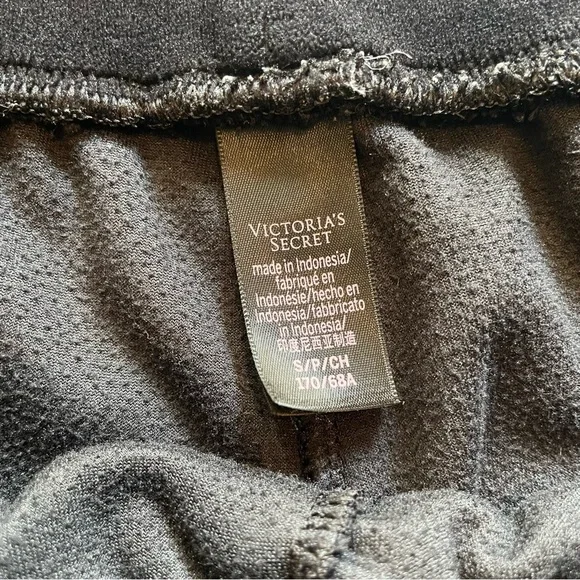 VICTORIA'S
SECRET
made in Indonesia/
fabriqué en
Indonésie/hecho en
Indonesia/fabbricato
in Indonesia/
印度尼西亚制造
S/P/CH
170/68A